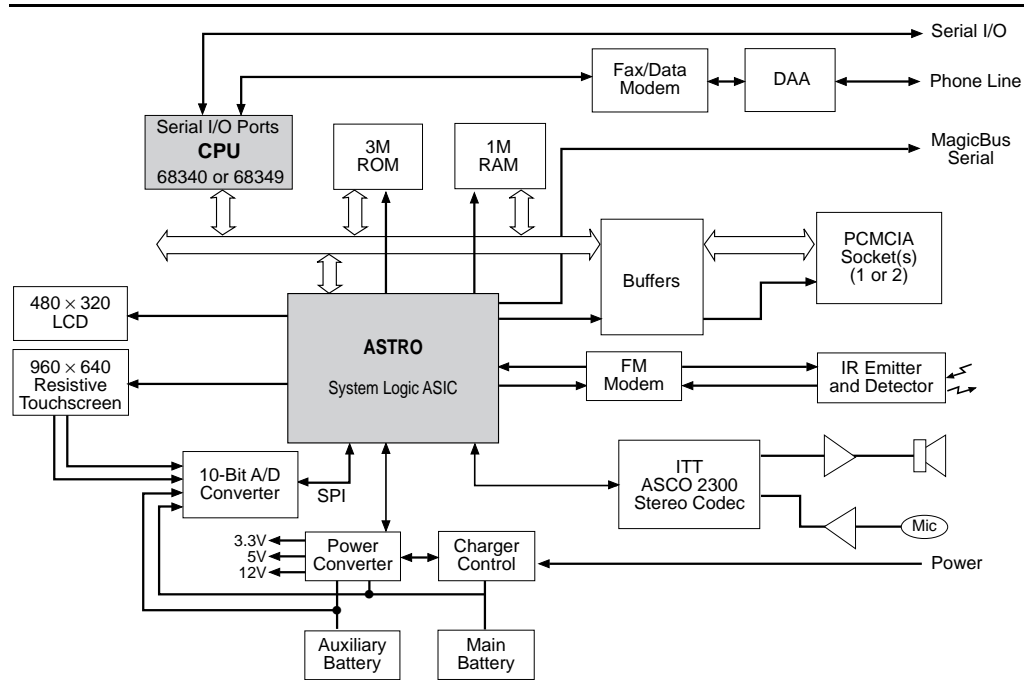 Serial I/O
Fax/Data
Modem
DAA
Phone Line
Serial I/O Ports
CPU
68340 or 68349
3M
ROM
1M
RAM
MagicBus
Serial
Buffers
PCMCIA
Socket(s)
(1 or 2)
480 × 320
LCD
ASTRO
System Logic ASIC
960 × 640
Resistive
Touchscreen
FM
Modem
IR Emitter
and Detector
10-Bit A/D
Converter
SPI
ITT
ASCO 2300
Stereo Codec
Mic
3.3V
5V
12V
Power
Converter
Charger
Control
Power
Auxiliary
Battery
Main
Battery